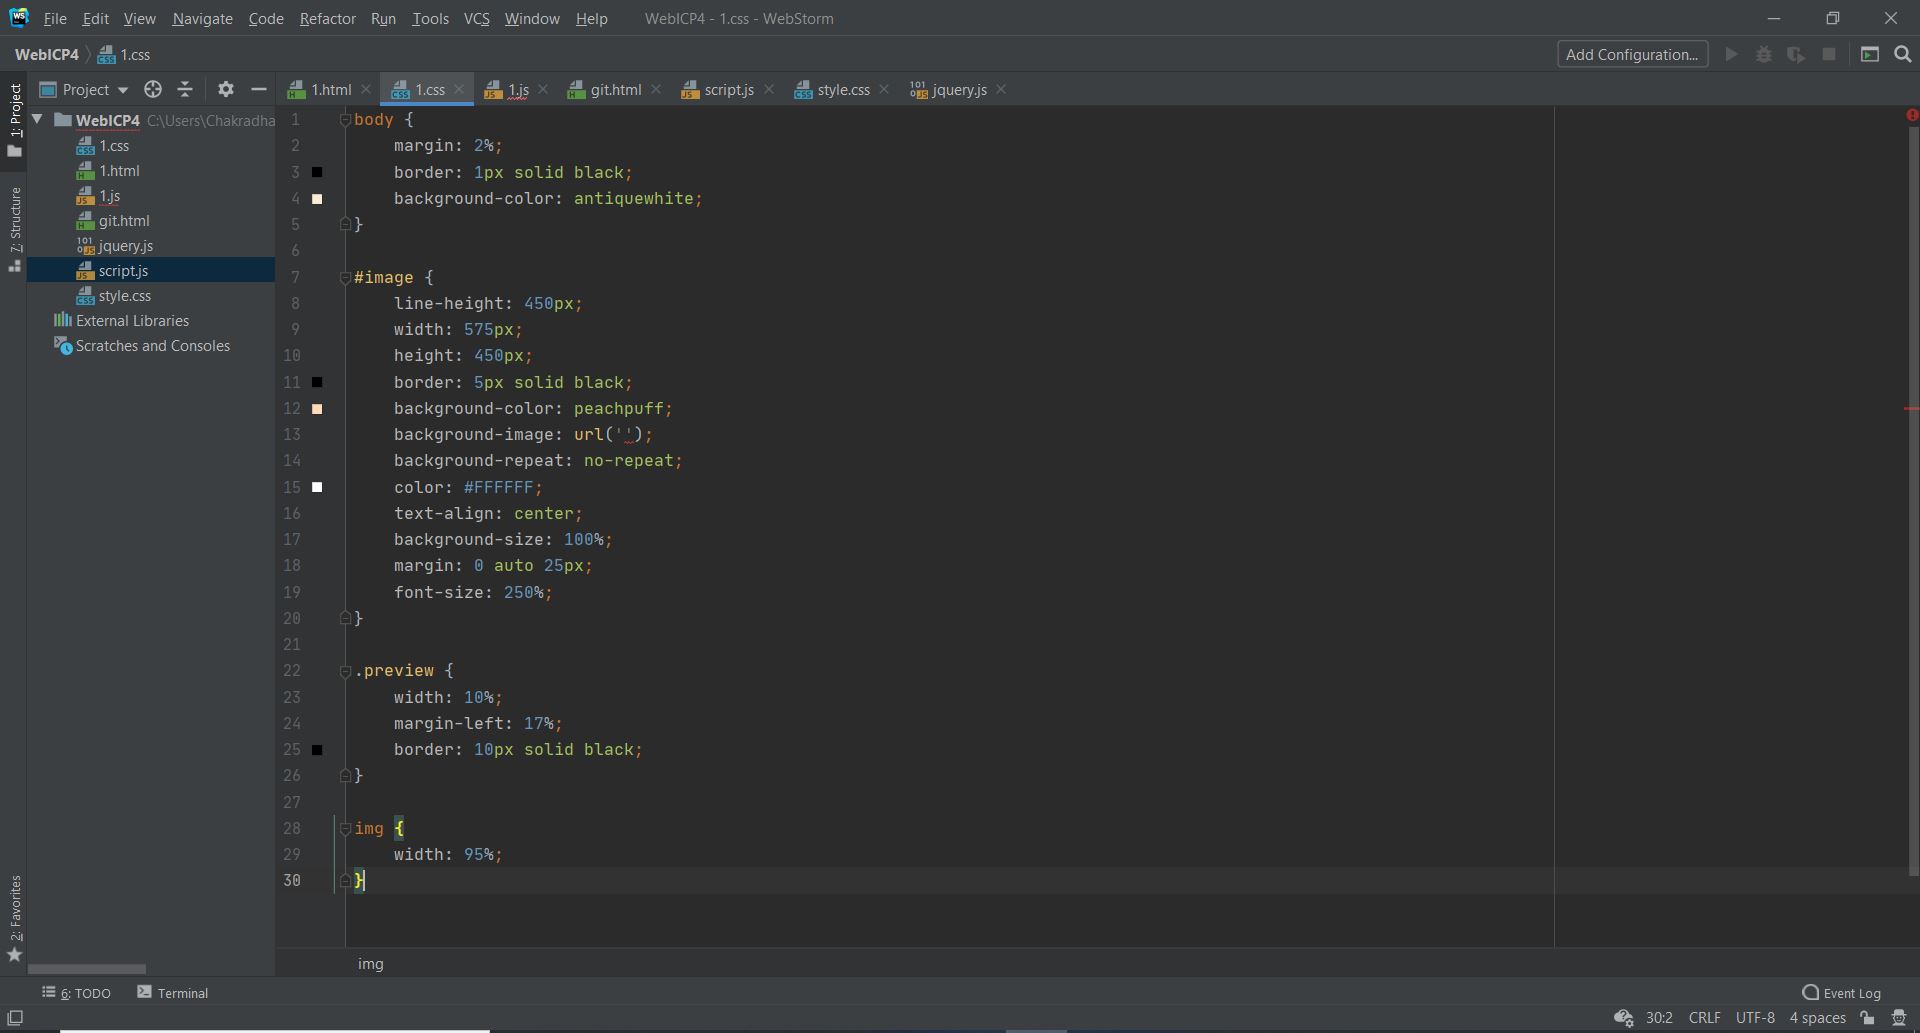 WS File Edit View Navigate Code Refactor Run Tools VCS Window Help WebICP4 - 1.css - WebStorm
WebICP4 1.css Add Configuration...
Project 1.html 1.css 1.js git.html script.js style.css jquery.js
1: Project
7: Structure
2: Favorites
WebICP4 C:\Users\Chakradha
1.css
1.html
1.js
git.html
jquery.js
script.js
style.css
External Libraries
Scratches and Consoles
1 body {
2 margin: 2%;
3 border: 1px solid black;
4 background-color: antiquewhite;
5 }
6
7 #image {
8 line-height: 450px;
9 width: 575px;
10 height: 450px;
11 border: 5px solid black;
12 background-color: peachpuff;
13 background-image: url('');
14 background-repeat: no-repeat;
15 color: #FFFFFF;
16 text-align: center;
17 background-size: 100%;
18 margin: 0 auto 25px;
19 font-size: 250%;
20 }
21
22 .preview {
23 width: 10%;
24 margin-left: 17%;
25 border: 10px solid black;
26 }
27
28 img {
29 width: 95%;
30 }
img
6: TODO Terminal Event Log
30:2 CRLF UTF-8 4 spaces